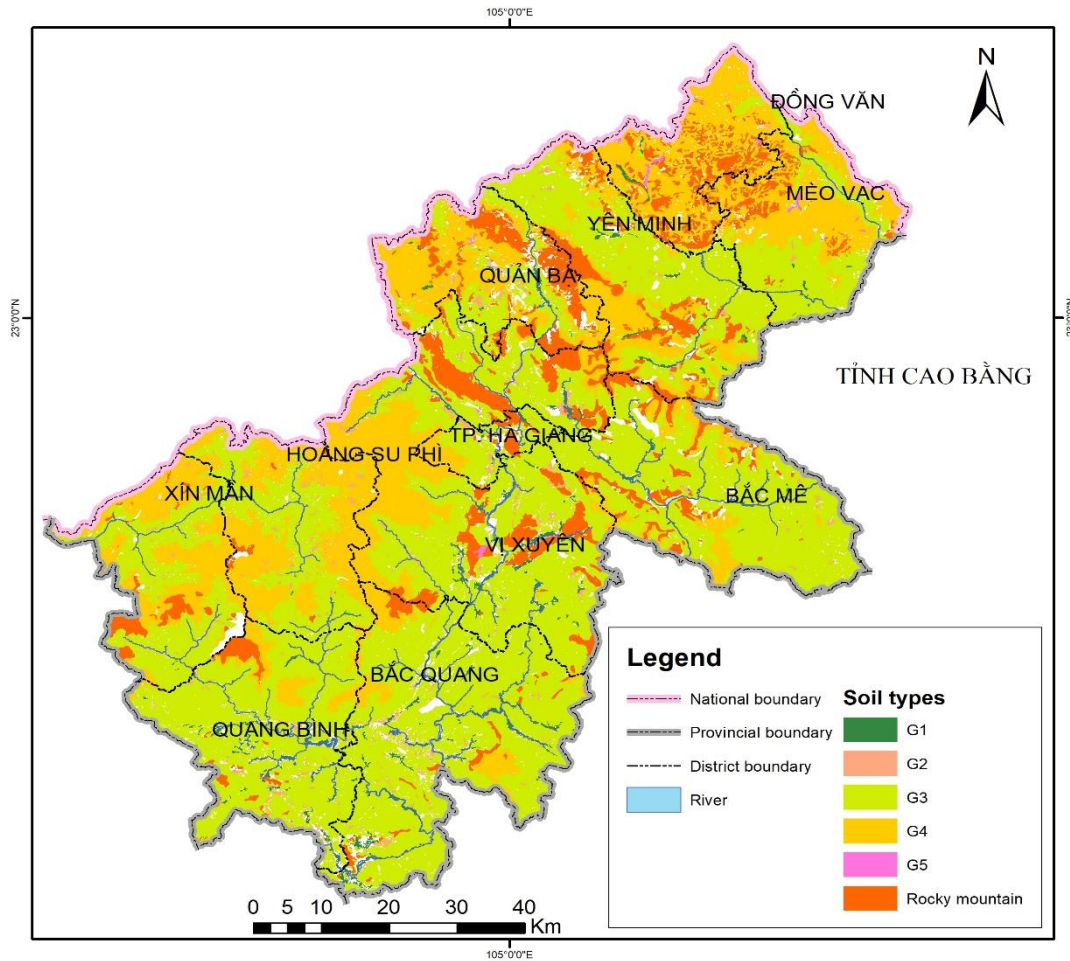 105°0'0"E
N
ĐỒNG VĂN
MÈO VẠC
YÊN MINH
QUẢN BẠ
23°0'0"N
23°0'0"N
TỈNH CAO BẰNG
TP. HÀ GIANG
HOÀNG SU PHÌ
XÍN MẦN
BẮC MÊ
VỊ XUYÊN
BẮC QUANG
QUANG BÌNH
Legend
National boundary
Provincial boundary
District boundary
River
Soil types
G1
G2
G3
G4
G5
Rocky mountain
0 5 10 20 30 40
Km
105°0'0"E